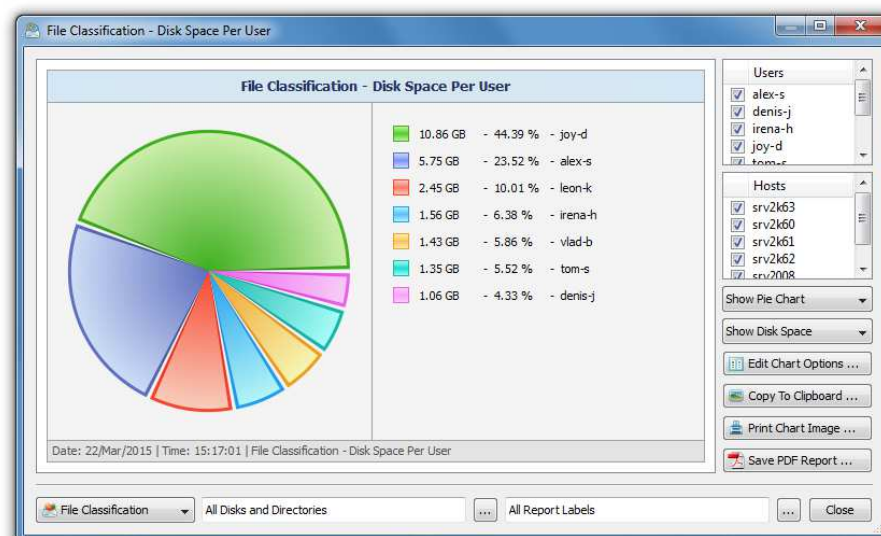 File Classification - Disk Space Per User
File Classification - Disk Space Per User
10.86 GB - 44.39 % - joy-d
5.75 GB - 23.52 % - alex-s
2.45 GB - 10.01 % - leon-k
1.56 GB - 6.38 % - irena-h
1.43 GB - 5.86 % - vlad-b
1.35 GB - 5.52 % - tom-s
1.06 GB - 4.33 % - denis-j
Date: 22/Mar/2015 | Time: 15:17:01 | File Classification - Disk Space Per User
Users
alex-s
denis-j
irena-h
joy-d
tom-s
Hosts
srv2k63
srv2k60
srv2k61
srv2k62
srv2008
Show Pie Chart
Show Disk Space
Edit Chart Options ...
Copy To Clipboard ...
Print Chart Image ...
Save PDF Report ...
File Classification
All Disks and Directories
...
All Report Labels
...
Close